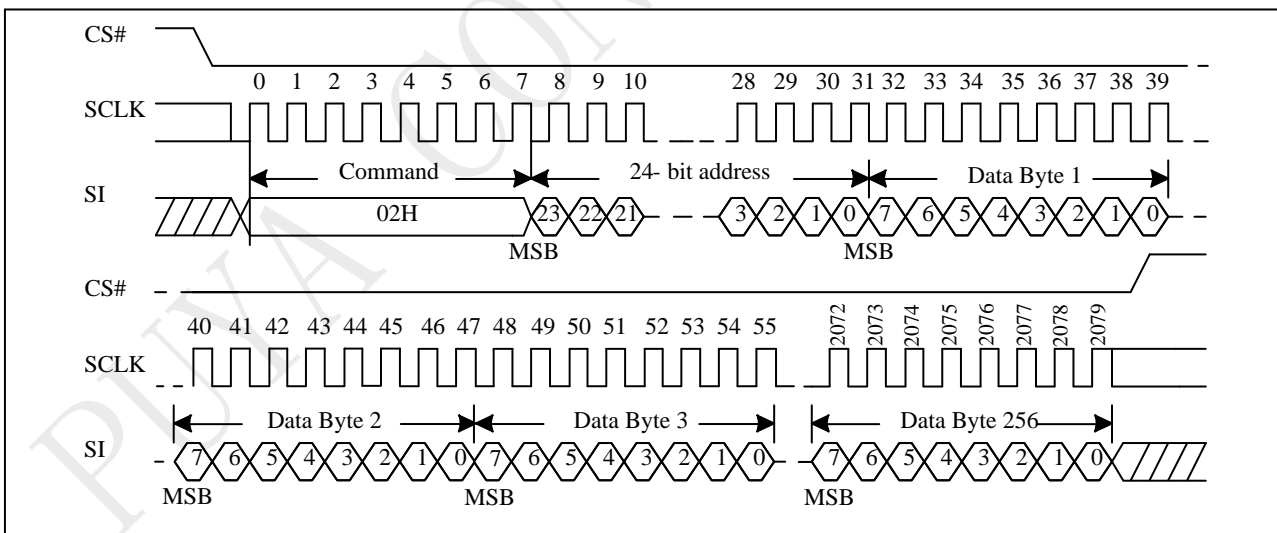 CS#
0 1 2 3 4 5 6 7 8 9 10 28 29 30 31 32 33 34 35 36 37 38 39
SCLK
Command 24- bit address Data Byte 1
SI
02H 23 22 21 3 2 1 0 7 6 5 4 3 2 1 0
MSB MSB
CS#
40 41 42 43 44 45 46 47 48 49 50 51 52 53 54 55 2072 2073 2074 2075 2076 2077 2078 2079
SCLK
Data Byte 2 Data Byte 3 Data Byte 256
SI
7 6 5 4 3 2 1 0 7 6 5 4 3 2 1 0 7 6 5 4 3 2 1 0
MSB MSB MSB
PUYA CON